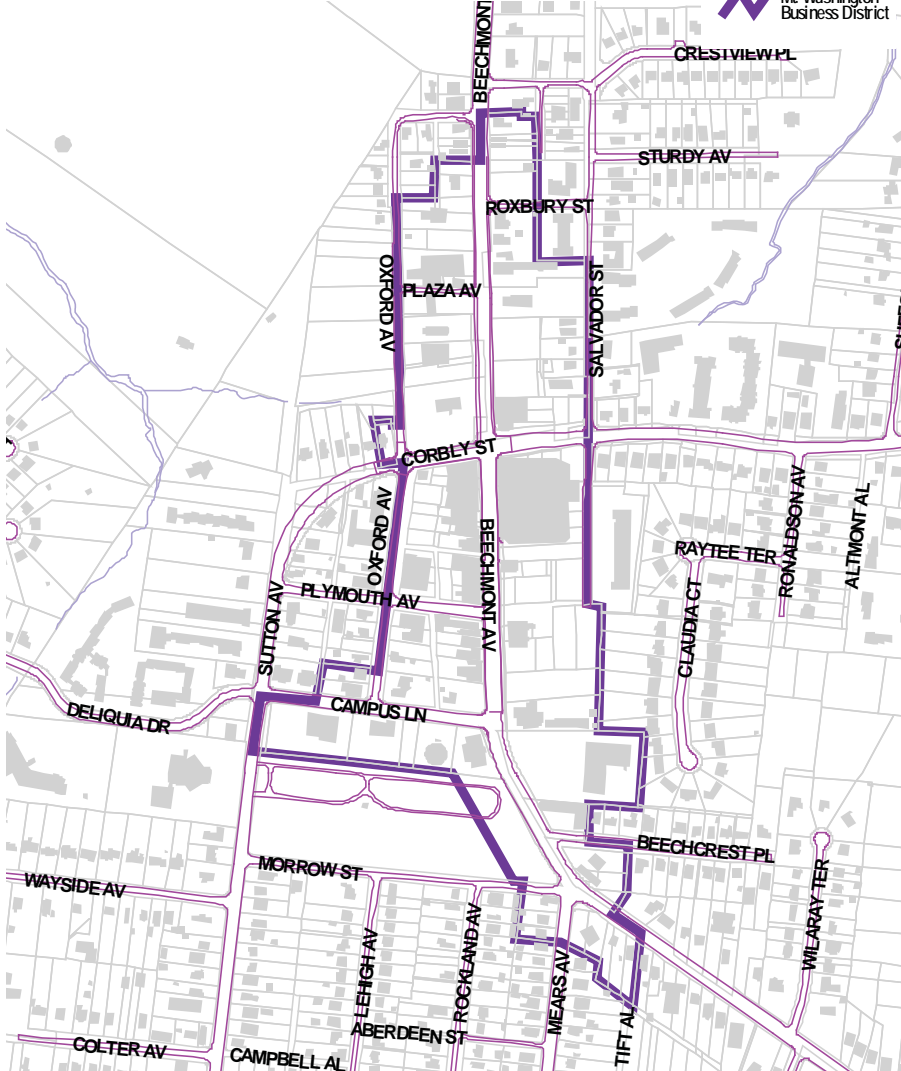 Mt. Washington
Business District
BEECHMONT
CRESTVIEW PL
STURDY AV
ROXBURY ST
OXFORD AV
PLAZA AV
SALVADOR ST
CORBLY ST
OXFORD AV
BEECHMONT AV
RONALDSON AV
ALTMONT AL
RAYTEE TER
PLYMOUTH AV
CLAUDIA CT
SUTTON AV
CAMPUS LN
DELIQUIA DR
BEECHCREST PL
MORROW ST
WAYSIDE AV
WILARAY TER
LEHIGH AV
ROCKLAND AV
MEARS AV
TIFT AL
ABERDEEN ST
COLTER AV
CAMPBELL AL